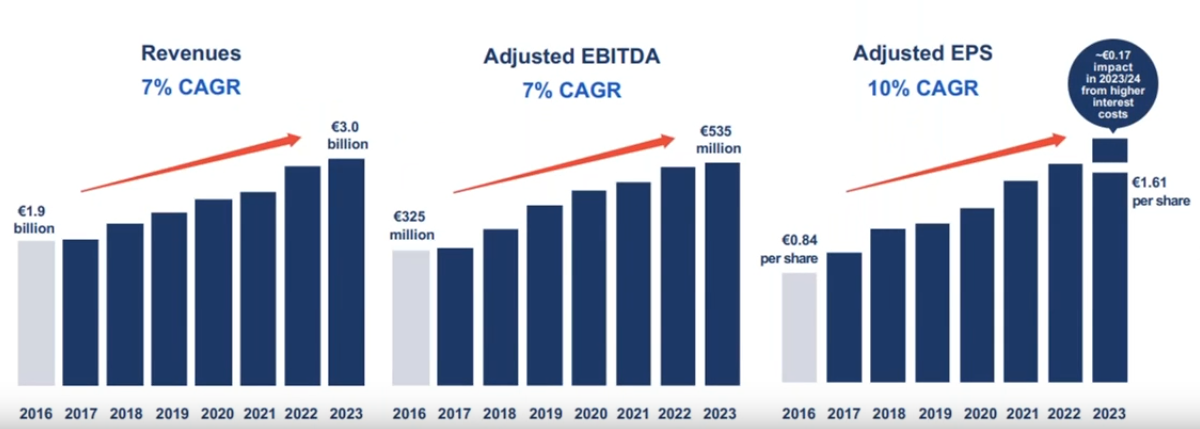 Revenues
7% CAGR
€1.9
billion
€3.0
billion
2016 2017 2018 2019 2020 2021 2022 2023
Adjusted EBITDA
7% CAGR
€325
million
€535
million
2016 2017 2018 2019 2020 2021 2022 2023
Adjusted EPS
10% CAGR
~€0.17
impact
in 2023/24
from higher
interest
costs
€0.84
per share
€1.61
per share
2016 2017 2018 2019 2020 2021 2022 2023